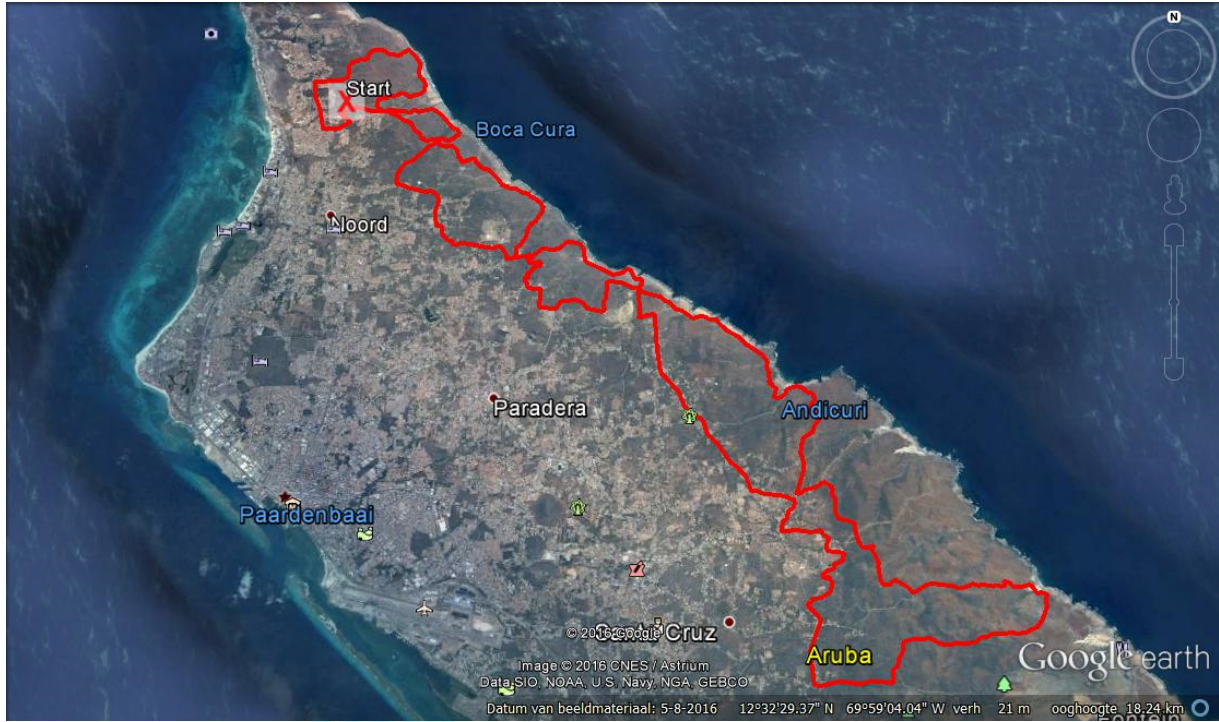 N
Start
X
Boca Cura
Noord
Paradera
Andicuri
Paardenbaai
Cruz
© 2016 Google
Aruba
Google earth
Image © 2016 CNES / Astrium
Data SIO, NOAA, U.S. Navy, NGA, GEBCO
Datum van beeldmateriaal: 5-8-2016 12°32'29.37" N 69°59'04.04" W verh 21 m ooghoogte 18.24 km